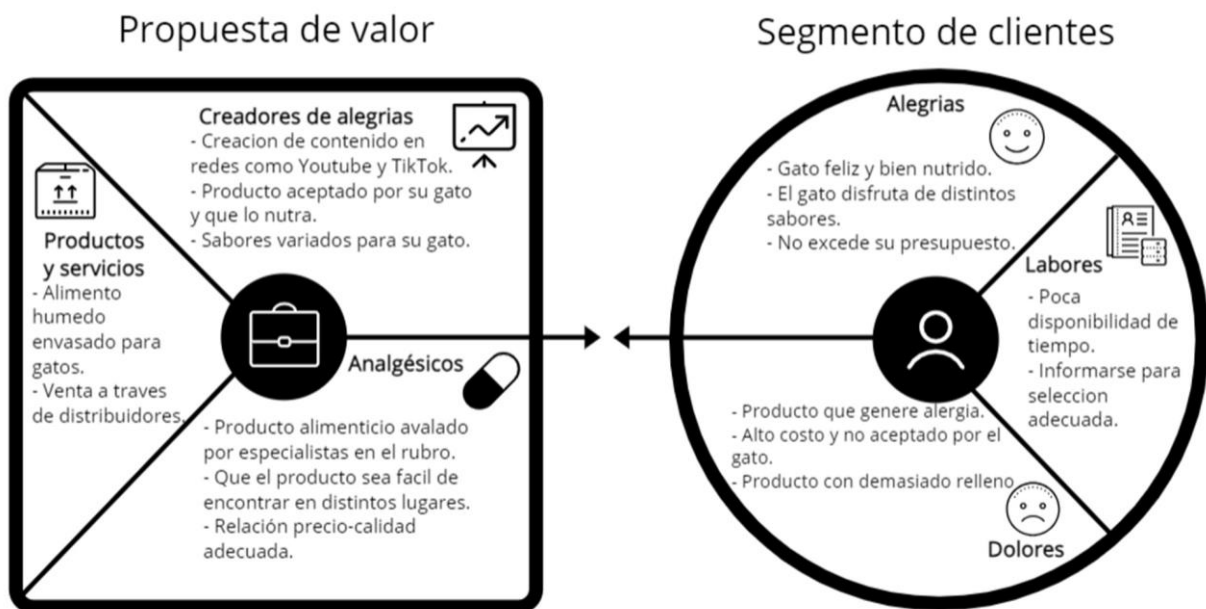 Propuesta de valor
Creadores de alegrias
- Creacion de contenido en
redes como Youtube y TikTok.
- Producto aceptado por su gato
y que lo nutra.
- Sabores variados para su gato.
Productos
y servicios
- Alimento
humedo
envasado para
gatos.
- Venta a traves
de distribuidores.
Analgésicos
- Producto alimenticio avalado
por especialistas en el rubro.
- Que el producto sea facil de
encontrar en distintos lugares.
- Relación precio-calidad
adecuada.
Segmento de clientes
Alegrias
- Gato feliz y bien nutrido.
- El gato disfruta de distintos
sabores.
- No excede su presupuesto.
Labores
- Poca
disponibilidad de
tiempo.
- Informarse para
seleccion
adecuada.
- Producto que genere alergia.
- Alto costo y no aceptado por el
gato.
- Producto con demasiado relleno
Dolores